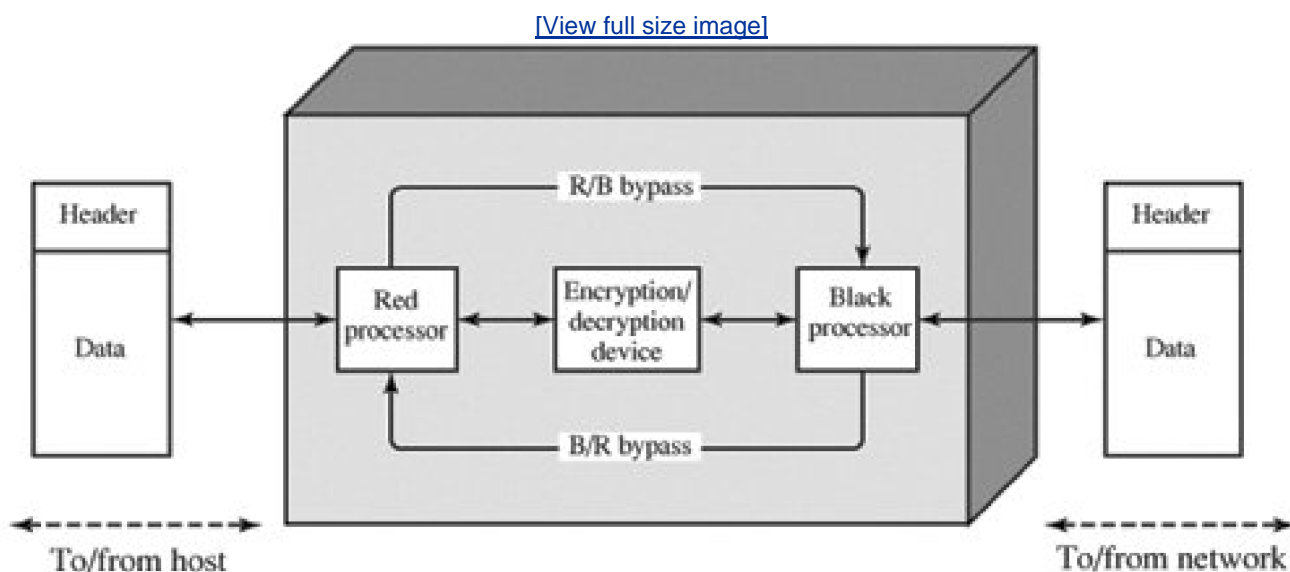 [View full size image]
R/B bypass
Header
Data
Red
processor
Encryption/
decryption
device
Black
processor
Header
Data
B/R bypass
To/from host
To/from network